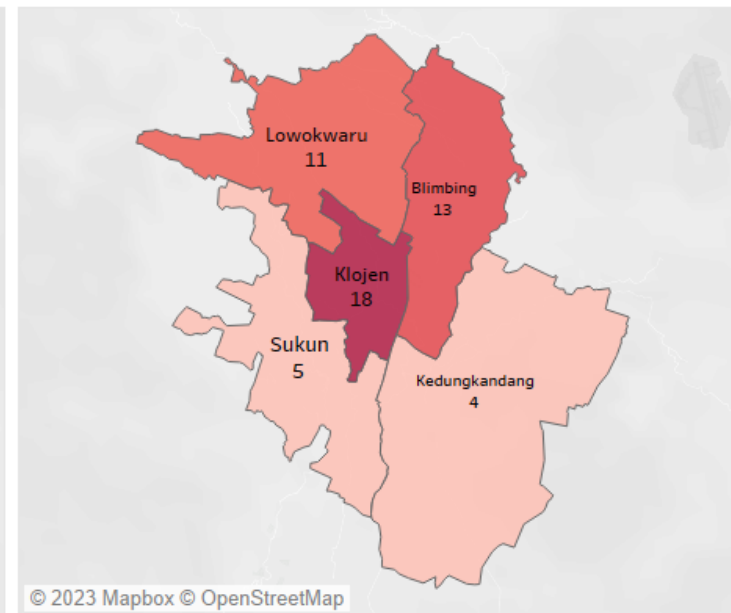 Lowokwaru
11
Blimbing
13
Klojen
18
Sukun
5
Kedungkandang
4
© 2023 Mapbox © OpenStreetMap